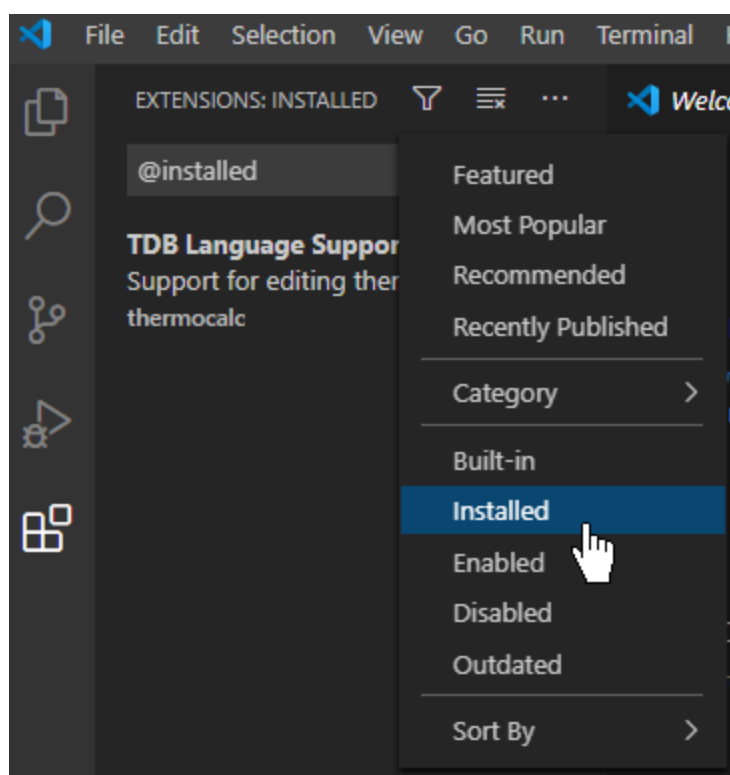 File Edit Selection View Go Run Terminal
EXTENSIONS: INSTALLED
Welco
@installed
TDB Language Suppor
Support for editing ther
thermocalc
Featured
Most Popular
Recommended
Recently Published
Category
Built-in
Installed
Enabled
Disabled
Outdated
Sort By